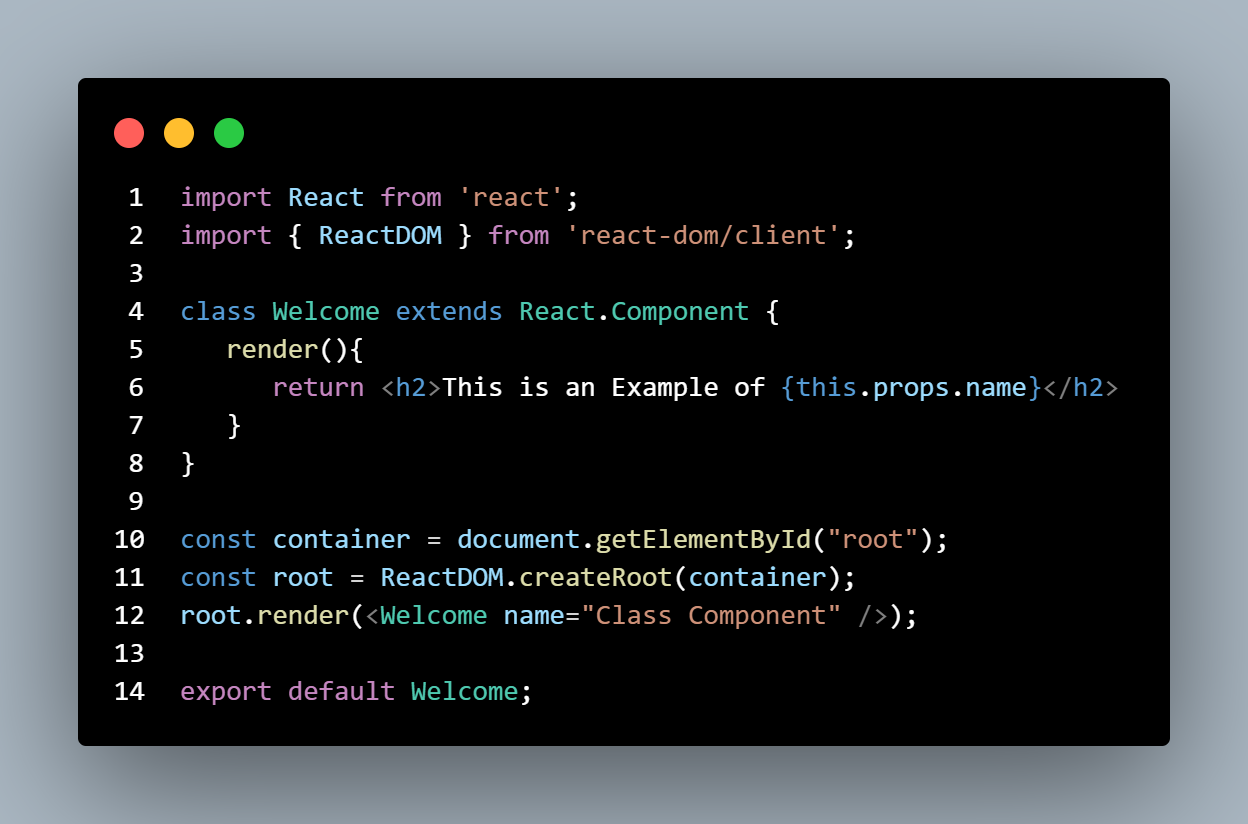 1 import React from 'react';
2 import { ReactDOM } from 'react-dom/client';
3
4 class Welcome extends React.Component {
5    render(){
6       return <h2>This is an Example of {this.props.name}</h2>
7    }
8 }
9
10 const container = document.getElementById("root");
11 const root = ReactDOM.createRoot(container);
12 root.render(<Welcome name="Class Component" />);
13
14 export default Welcome;